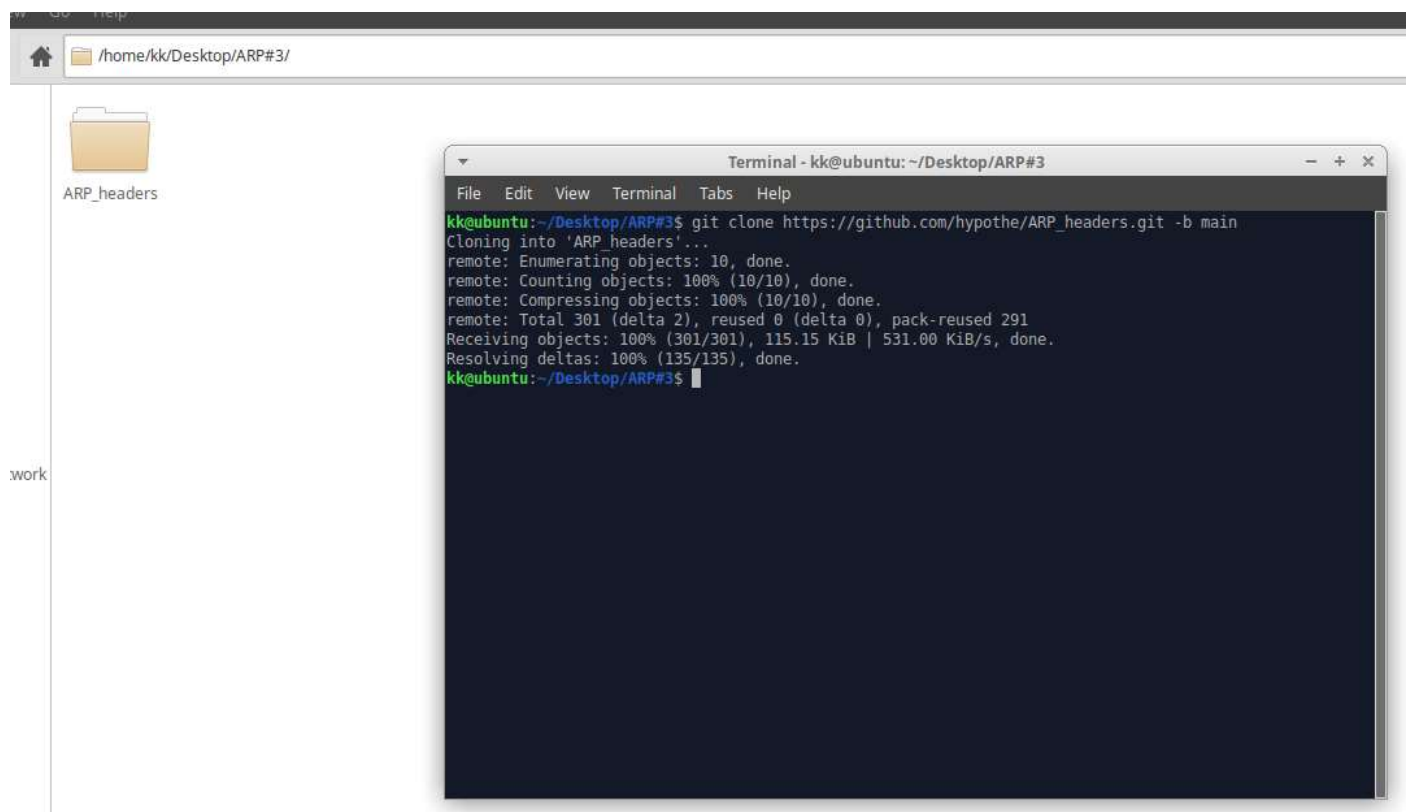 Go Help
/home/kk/Desktop/ARP#3/
ARP_headers
Terminal - kk@ubuntu: ~/Desktop/ARP#3
File Edit View Terminal Tabs Help
kk@ubuntu:~/Desktop/ARP#3$ git clone https://github.com/hypothe/ARP_headers.git -b main
Cloning into 'ARP_headers'...
remote: Enumerating objects: 10, done.
remote: Counting objects: 100% (10/10), done.
remote: Compressing objects: 100% (10/10), done.
remote: Total 301 (delta 2), reused 0 (delta 0), pack-reused 291
Receiving objects: 100% (301/301), 115.15 KiB | 531.00 KiB/s, done.
Resolving deltas: 100% (135/135), done.
kk@ubuntu:~/Desktop/ARP#3$
work